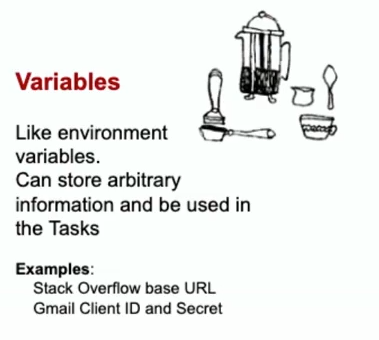 Variables
Like environment
variables.
Can store arbitrary
information and be used in
the Tasks
Examples:
Stack Overflow base URL
Gmail Client ID and Secret